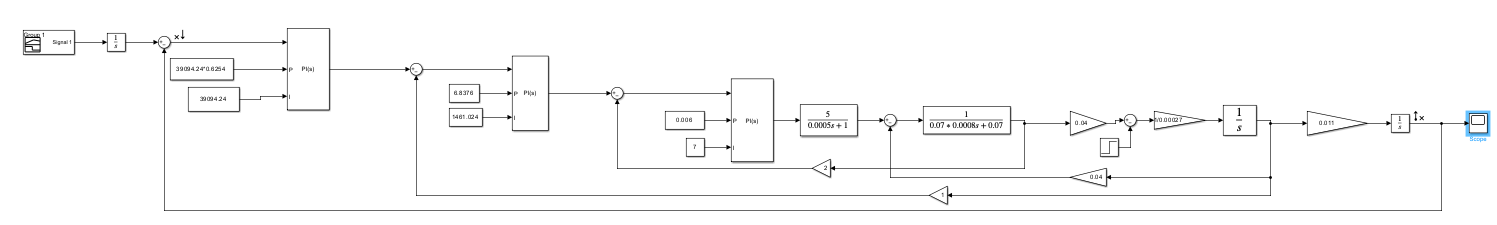 Group 1
Signal 1
1
s
+
-
39094.24*0.6254
39094.24
P
I
PI(s)
+
-
6.8376
1461.024
P
I
PI(s)
+
-
0.006
7
P
I
PI(s)
5
0.0005s + 1
+
-
1
0.07 * 0.0008s + 0.07
0.04
+
-
1/0.00027
1
s
0.011
1
s
Scope
2
0.04
1